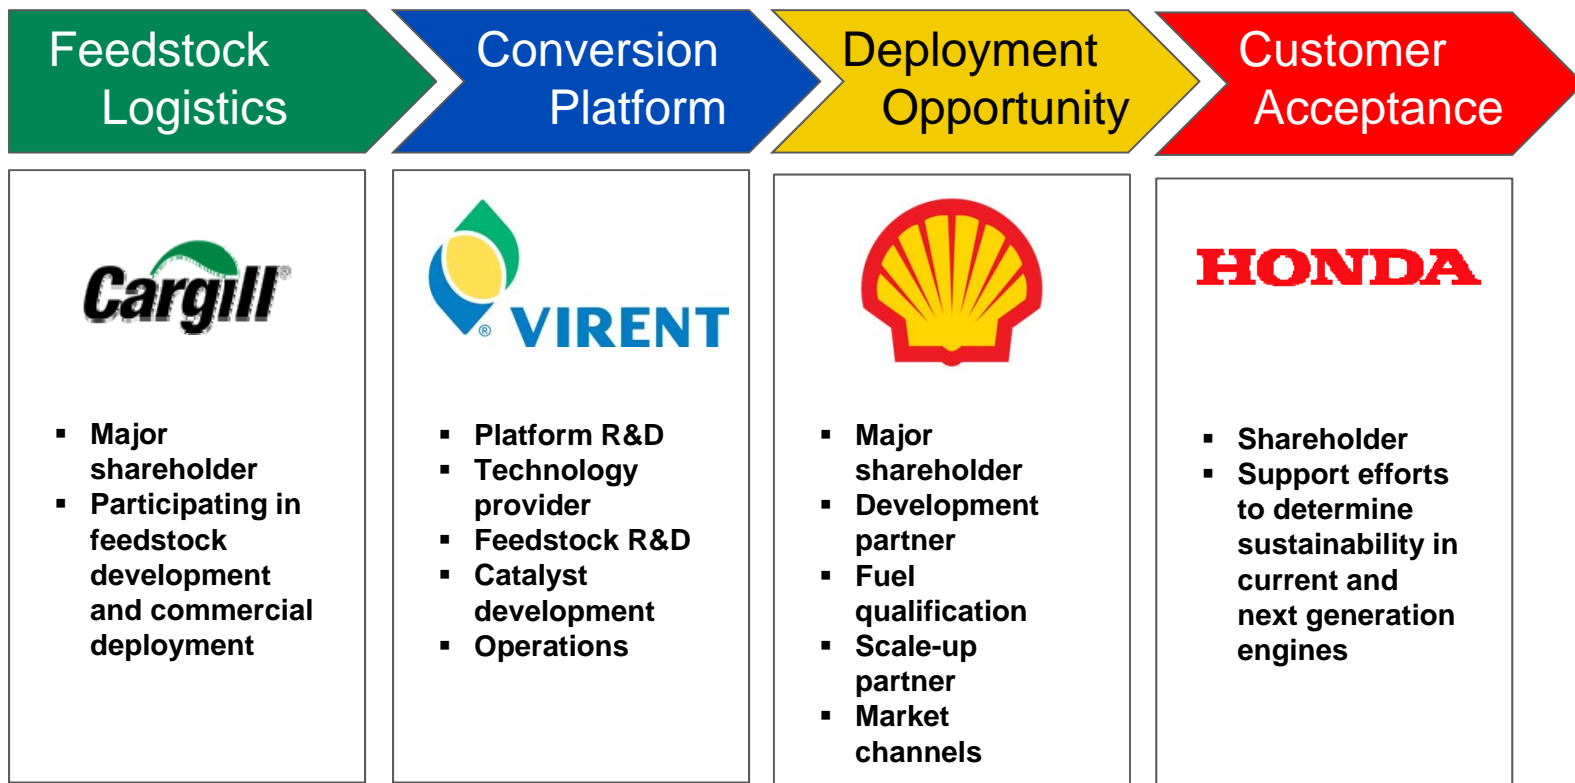 Feedstock
Logistics
Conversion
Platform
Deployment
Opportunity
Customer
Acceptance
Cargill®
▪ Major
shareholder
▪ Participating in
feedstock
development
and commercial
deployment
® VIRENT
▪ Platform R&D
▪ Technology
provider
▪ Feedstock R&D
▪ Catalyst
development
▪ Operations
▪ Major
shareholder
▪ Development
partner
▪ Fuel
qualification
▪ Scale-up
partner
▪ Market
channels
HONDA
▪ Shareholder
▪ Support efforts
to determine
sustainability in
current and
next generation
engines